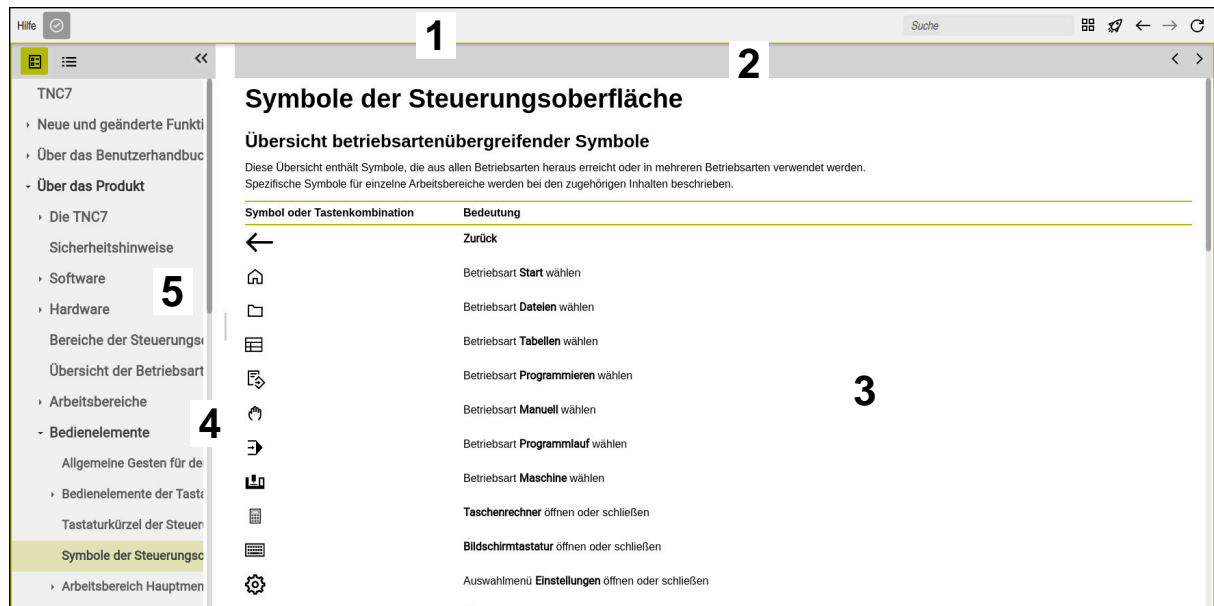 Hilfe
Suche
1
2
TNC7
Neue und geänderte Funkti
Über das Benutzerhandbuc
Über das Produkt
Die TNC7
Sicherheitshinweise
Software
5
Hardware
Bereiche der Steuerungs
Übersicht der Betriebsart
Arbeitsbereiche
4
Bedienelemente
Allgemeine Gesten für de
Bedienelemente der Tasta
Tastaturkürzel der Steuer
Symbole der Steuerungso
Arbeitsbereich Hauptmen
Symbole der Steuerungsoberfläche
Übersicht betriebsartenübergreifender Symbole
Diese Übersicht enthält Symbole, die aus allen Betriebsarten heraus erreicht oder in mehreren Betriebsarten verwendet werden.
Spezifische Symbole für einzelne Arbeitsbereiche werden bei den zugehörigen Inhalten beschrieben.
Symbol oder Tastenkombination Bedeutung
Zurück
Betriebsart Start wählen
Betriebsart Dateien wählen
Betriebsart Tabellen wählen
Betriebsart Programmieren wählen
3
Betriebsart Manuell wählen
Betriebsart Programmlauf wählen
Betriebsart Maschine wählen
Taschenrechner öffnen oder schließen
Bildschirmtastatur öffnen oder schließen
Auswahlmenü Einstellungen öffnen oder schließen